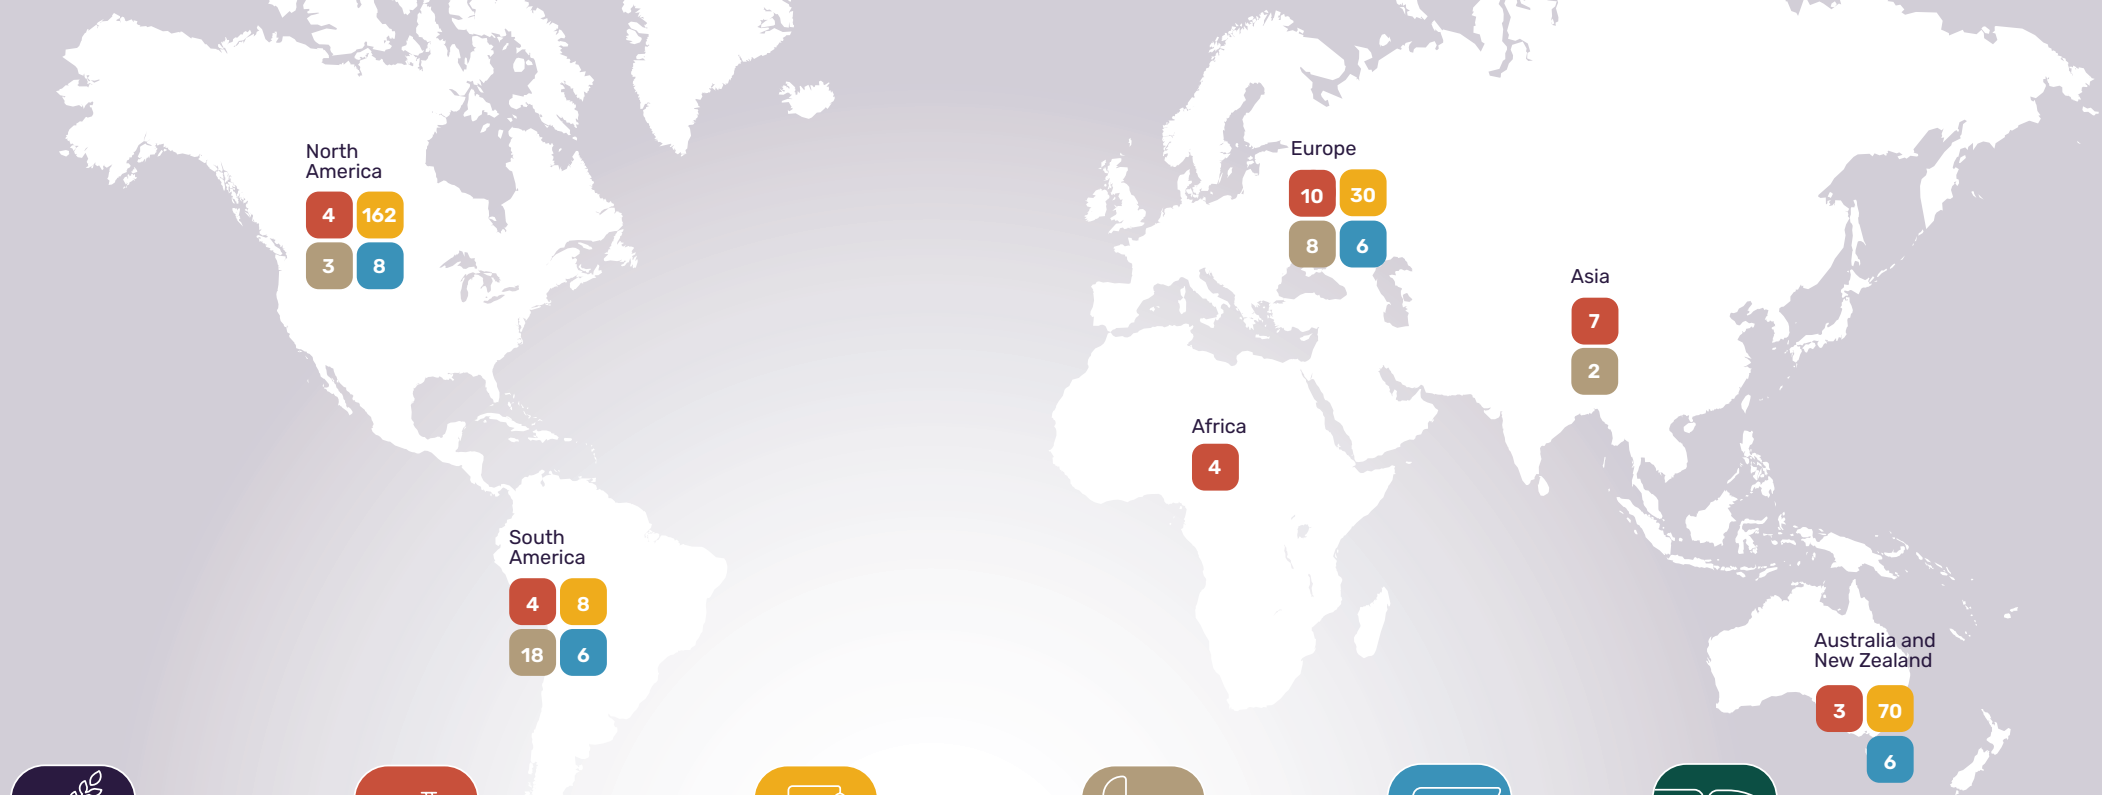 North
America
4 162
3 8
Europe
10 30
8 6
Asia
7
2
Africa
4
South
America
4 8
18 6
Australia and
New Zealand
3 70
6